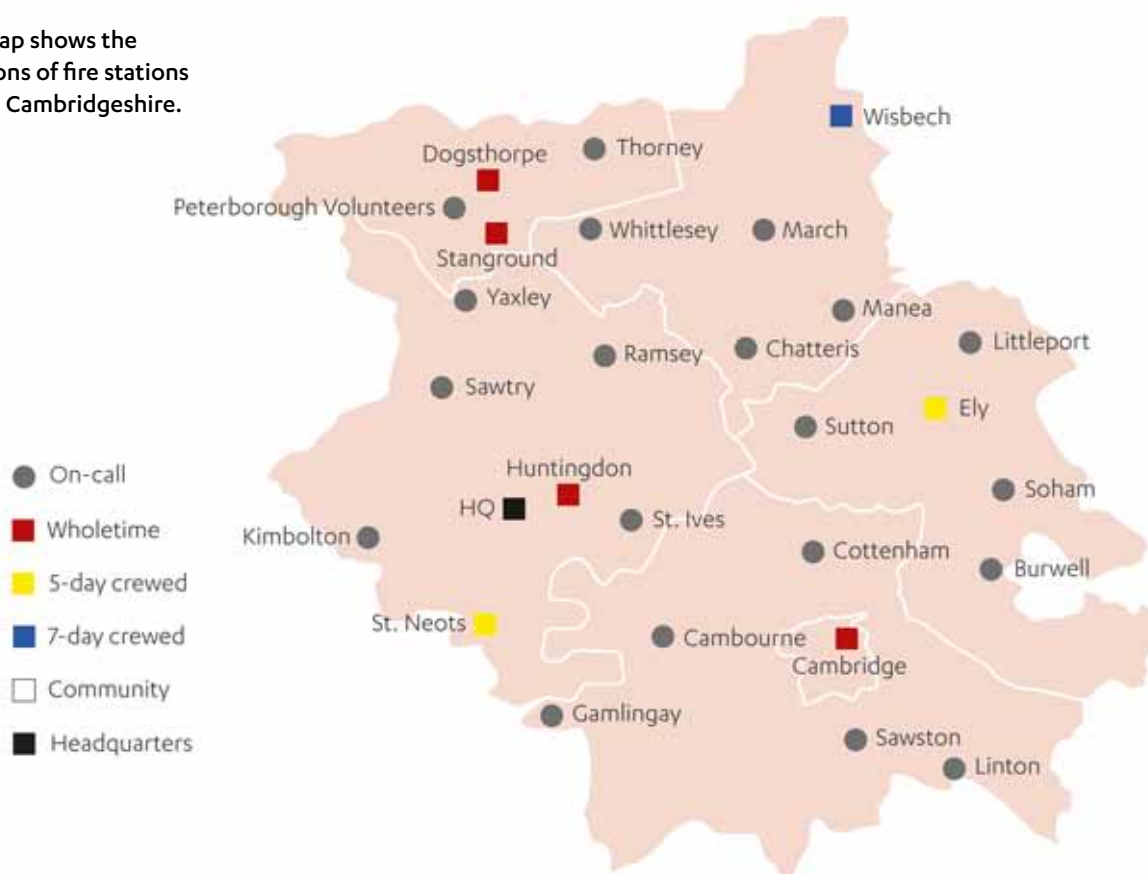 ap shows the
ons of fire stations
Cambridgeshire.
Wisbech
Thorney
Dogsthorpe
Peterborough Volunteers
Whittlesey
March
Stanground
Yaxley
Manea
Littleport
Chatteris
Ramsey
Sawtry
Ely
Sutton
Huntingdon
On-call
Soham
HQ
St. Ives
Wholetime
Kimbolton
Cottenham
Burwell
5-day crewed
St. Neots
7-day crewed
Cambourne
Cambridge
Community
Gamlingay
Headquarters
Sawston
Linton